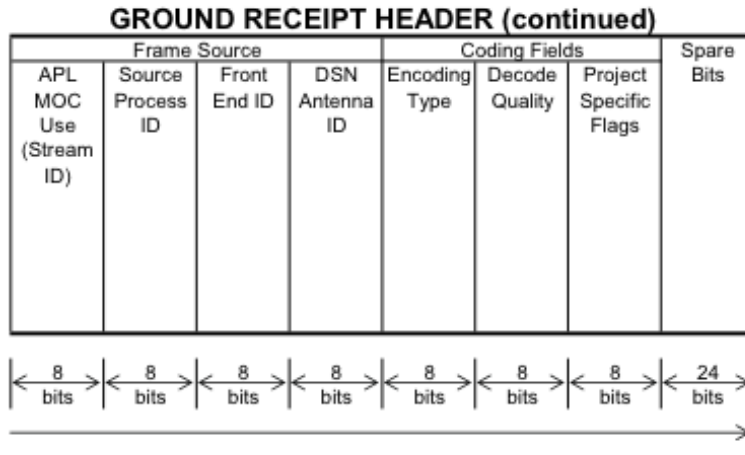 GROUND RECEIPT HEADER (continued)
Frame Source
Coding Fields
Spare
Bits
APL
MOC
Use
(Stream
ID)
Source
Process
ID
Front
End ID
DSN
Antenna
ID
Encoding
Type
Decode
Quality
Project
Specific
Flags
8
bits
8
bits
8
bits
8
bits
8
bits
8
bits
8
bits
24
bits